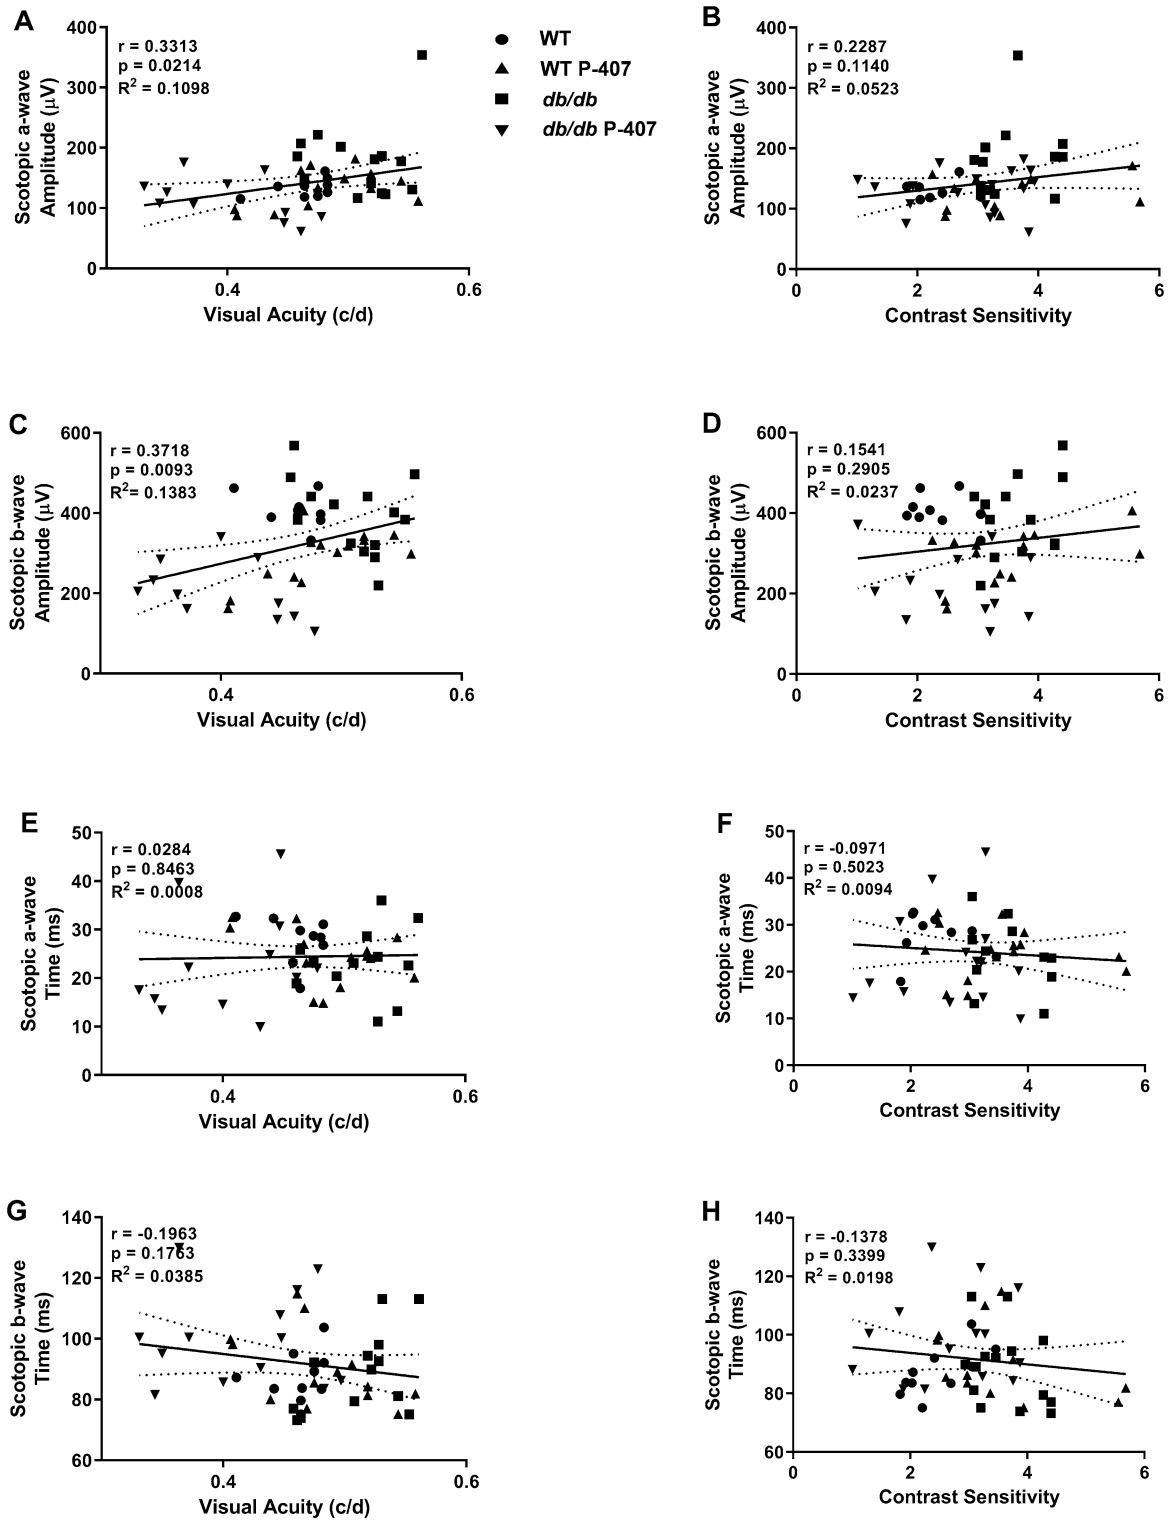 A
Scotopic a-wave
Amplitude (µV)
400
300
200
100
0
r = 0.3313
p = 0.0214
R² = 0.1098
0.4
0.6
Visual Acuity (c/d)
WT
WT P-407
db/db
db/db P-407
B
Scotopic a-wave
Amplitude (µV)
400
300
200
100
0
r = 0.2287
p = 0.1140
R² = 0.0523
0
2
4
6
Contrast Sensitivity
C
Scotopic b-wave
Amplitude (µV)
600
400
200
0
r = 0.3718
p = 0.0093
R²= 0.1383
0.4
0.6
Visual Acuity (c/d)
D
Scotopic b-wave
Amplitude (µV)
600
400
200
0
r = 0.1541
p = 0.2905
R² = 0.0237
0
2
4
6
Contrast Sensitivity
E
Scotopic a-wave
Time (ms)
50
40
30
20
10
0
r = 0.0284
p = 0.8463
R² = 0.0008
0.4
0.6
Visual Acuity (c/d)
F
Scotopic a-wave
Time (ms)
50
40
30
20
10
0
r = -0.0971
p = 0.5023
R² = 0.0094
0
2
4
6
Contrast Sensitivity
G
Scotopic b-wave
Time (ms)
140
120
100
80
60
r = -0.1963
p = 0.1763
R² = 0.0385
0.4
0.6
Visual Acuity (c/d)
H
Scotopic b-wave
Time (ms)
140
120
100
80
60
r = -0.1378
p = 0.3399
R² = 0.0198
0
2
4
6
Contrast Sensitivity